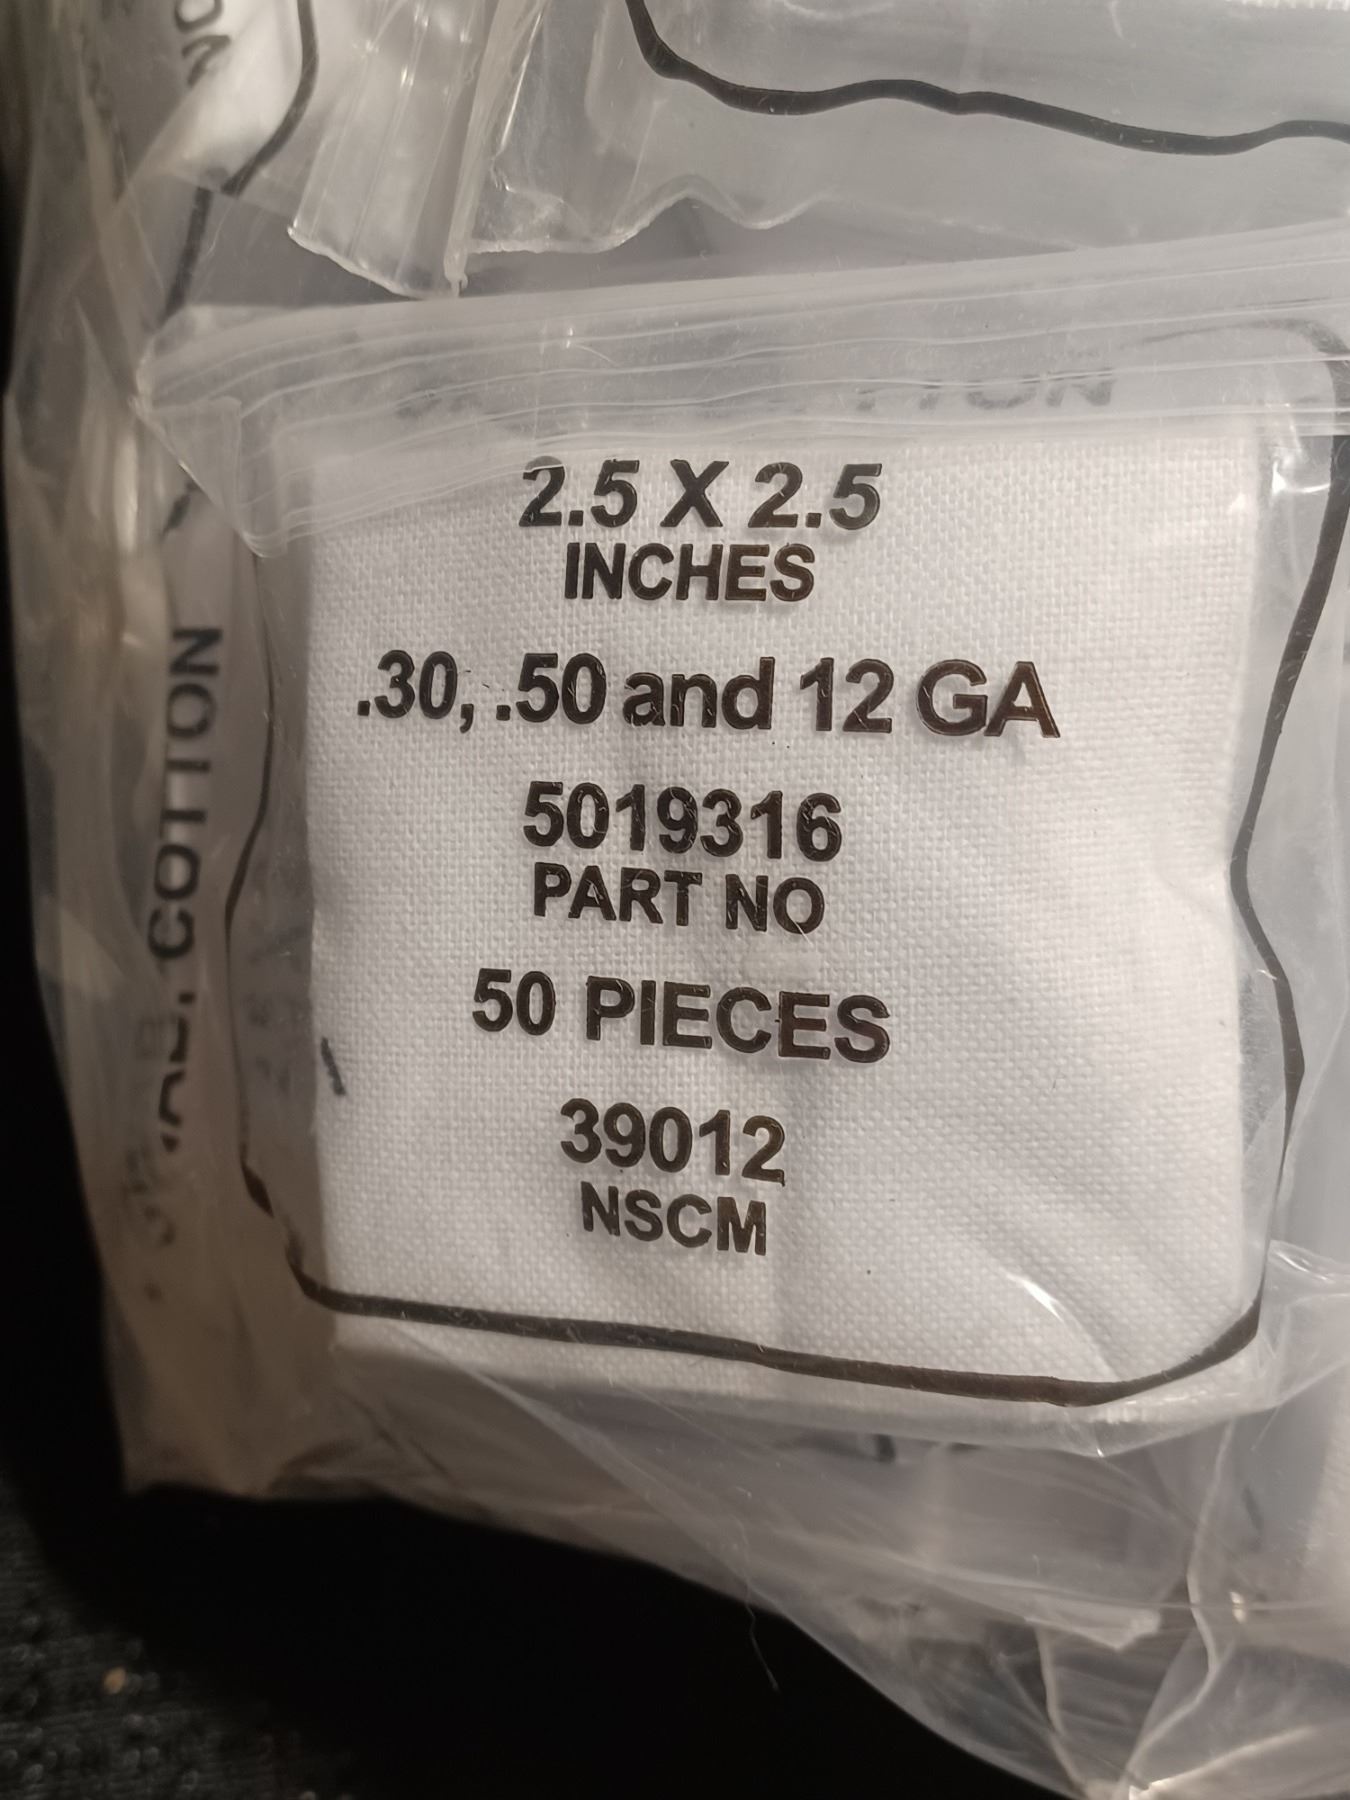 2.5 X 2.5
INCHES
.30, .50 and 12 GA
5019316
PART NO
50 PIECES
39012
NSCM
COTTON